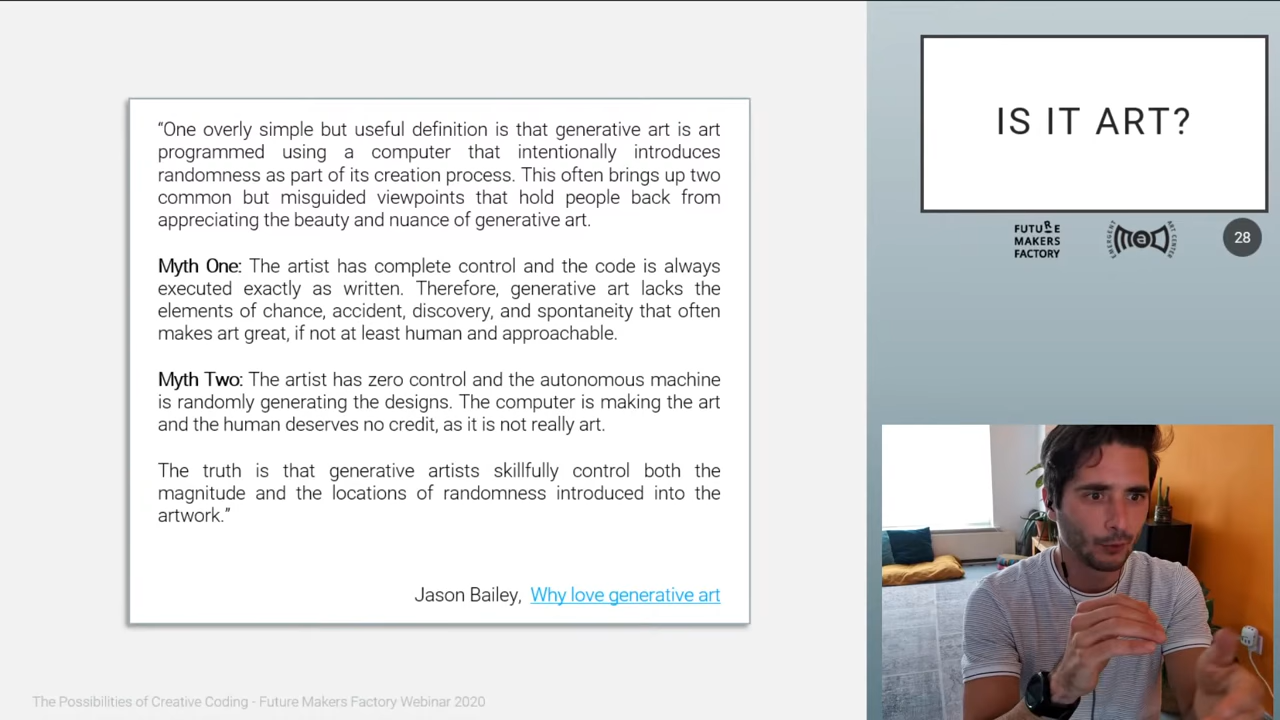 “One overly simple but useful definition is that generative art is art
programmed using a computer that intentionally introduces
randomness as part of its creation process. This often brings up two
common but misguided viewpoints that hold people back from
appreciating the beauty and nuance of generative art.
Myth One: The artist has complete control and the code is always
executed exactly as written. Therefore, generative art lacks the
elements of chance, accident, discovery, and spontaneity that often
makes art great, if not at least human and approachable.
Myth Two: The artist has zero control and the autonomous machine
is randomly generating the designs. The computer is making the art
and the human deserves no credit, as it is not really art.
The truth is that generative artists skillfully control both the
magnitude and the locations of randomness introduced into the
artwork.”
Jason Bailey, Why love generative art
The Possibilities of Creative Coding - Future Makers Factory Webinar 2020
IS IT ART?
FUTURE
MAKERS
FACTORY
EMERGENT
ART CENTER
a
28